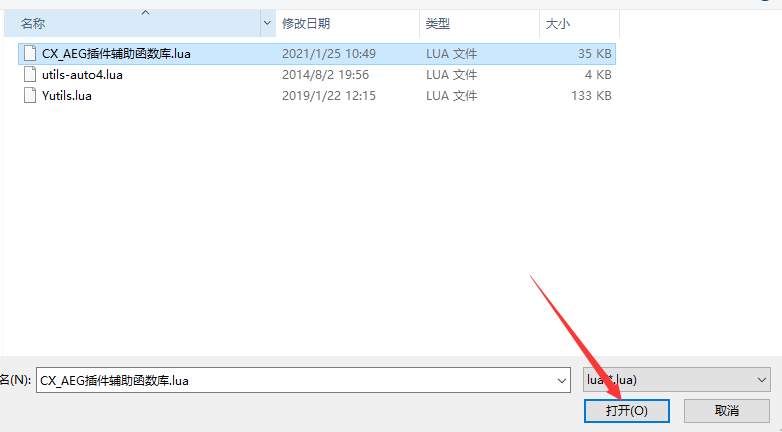 名称 修改日期 类型 大小
CX_AEG插件辅助函数库.lua 2021/1/25 10:49 LUA 文件 35 KB
utils-auto4.lua 2014/8/2 19:56 LUA 文件 4 KB
Yutils.lua 2019/1/22 12:15 LUA 文件 133 KB
名(N): CX_AEG插件辅助函数库.lua lua(*.lua)
打开(O) 取消